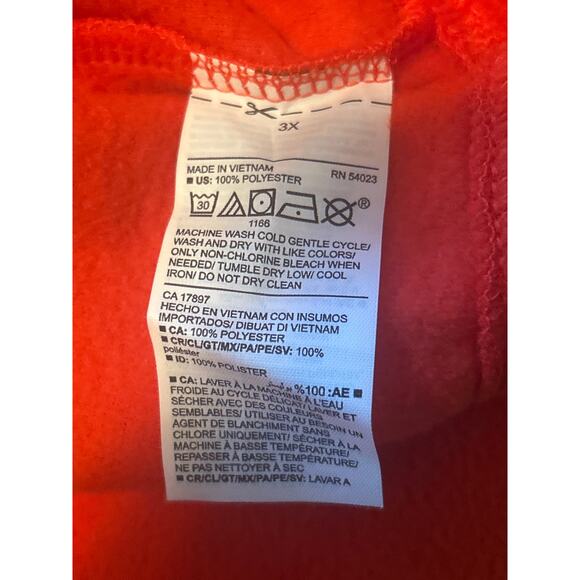 3X
MADE IN VIETNAM RN 54023
■ US: 100% POLYESTER
30
1166
MACHINE WASH COLD GENTLE CYCLE/
WASH AND DRY WITH LIKE COLORS/
ONLY NON-CHLORINE BLEACH WHEN
NEEDED/ TUMBLE DRY LOW/ COOL
IRON/ DO NOT DRY CLEAN
CA 17897
HECHO EN VIETNAM CON INSUMOS
IMPORTADOS/ DIBUAT DI VIETNAM
■ CA: 100% POLYESTER
■ CR/CL/GT/MX/PA/PE/SV: 100%
poliéster
■ ID: 100% POLISTER
%100 :AE ■
■ CA: LAVER À LA MACHINE À L'EAU
FROIDE AU CYCLE DÉLICAT/ LAVER ET
SÉCHER AVEC DES COULEURS
SEMBLABLES/ UTILISER AU BESOIN UN
AGENT DE BLANCHIMENT SANS
CHLORE UNIQUEMENT/ SÉCHER À LA
MACHINE À BASSE TEMPÉRATURE/
REPASSER À BASSE TEMPÉRATURE/
NE PAS NETTOYER À SEC
■ CR/CL/GT/MX/PA/PE/SV: LAVAR A